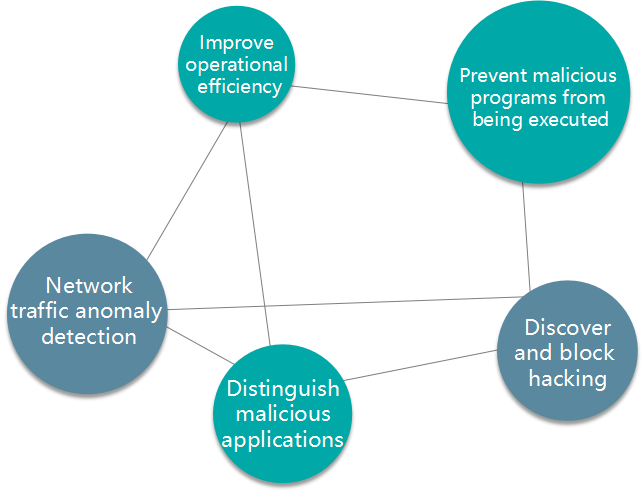 Improve
operational
efficiency
Prevent malicious
programs from
being executed
Network
traffic anomaly
detection
Discover
and block
hacking
Distinguish
malicious
applications